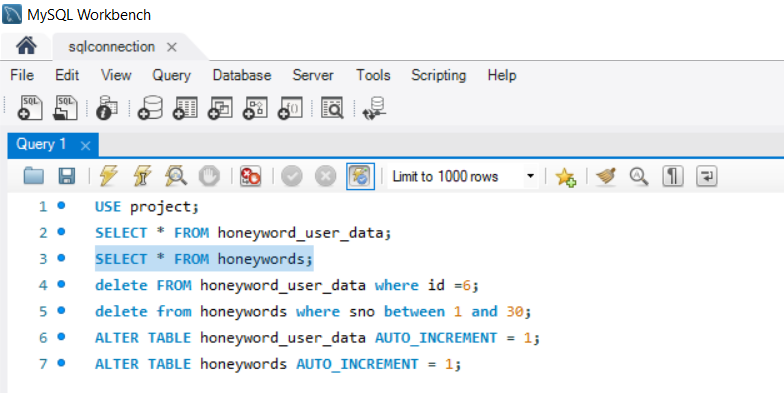 MySQL Workbench
sqlconnection
File Edit View Query Database Server Tools Scripting Help
SQL SQL
Query 1
Limit to 1000 rows
1 USE project;
2 SELECT * FROM honeyword_user_data;
3 SELECT * FROM honeywords;
4 delete FROM honeyword_user_data where id =6;
5 delete from honeywords where sno between 1 and 30;
6 ALTER TABLE honeyword_user_data AUTO_INCREMENT = 1;
7 ALTER TABLE honeywords AUTO_INCREMENT = 1;